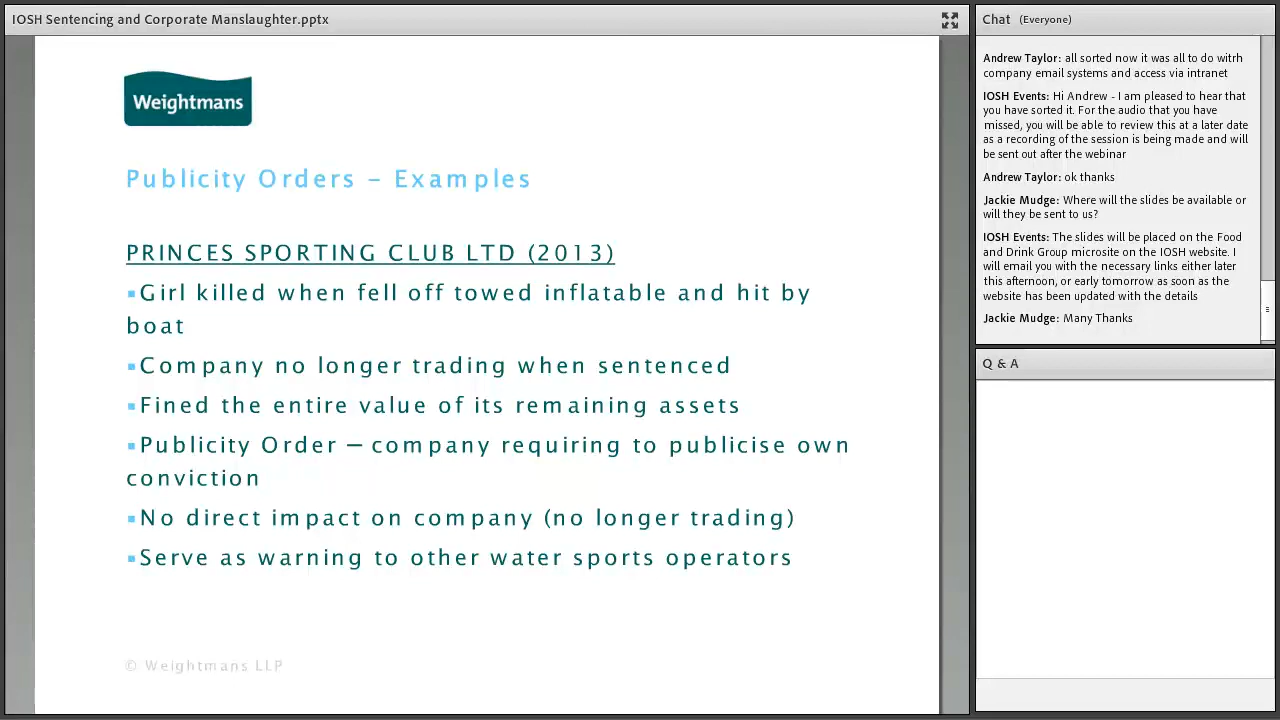 IOSH Sentencing and Corporate Manslaughter.pptx
Weightmans
Publicity Orders – Examples
PRINCES SPORTING CLUB LTD (2013)
▪Girl killed when fell off towed inflatable and hit by
boat
▪Company no longer trading when sentenced
▪Fined the entire value of its remaining assets
▪Publicity Order — company requiring to publicise own
conviction
▪No direct impact on company (no longer trading)
▪Serve as warning to other water sports operators
© Weightmans LLP
Chat (Everyone)
Andrew Taylor: all sorted now it was all to do witrh
company email systems and access via intranet
IOSH Events: Hi Andrew - I am pleased to hear that
you have sorted it. For the audio that you have
missed, you will be able to review this at a later date
as a recording of the session is being made and will
be sent out after the webinar
Andrew Taylor: ok thanks
Jackie Mudge: Where will the slides be available or
will they be sent to us?
IOSH Events: The slides will be placed on the Food
and Drink Group microsite on the IOSH website. I
will email you with the necessary links either later
this afternoon, or early tomorrow as soon as the
website has been updated with the details
Jackie Mudge: Many Thanks
Q & A